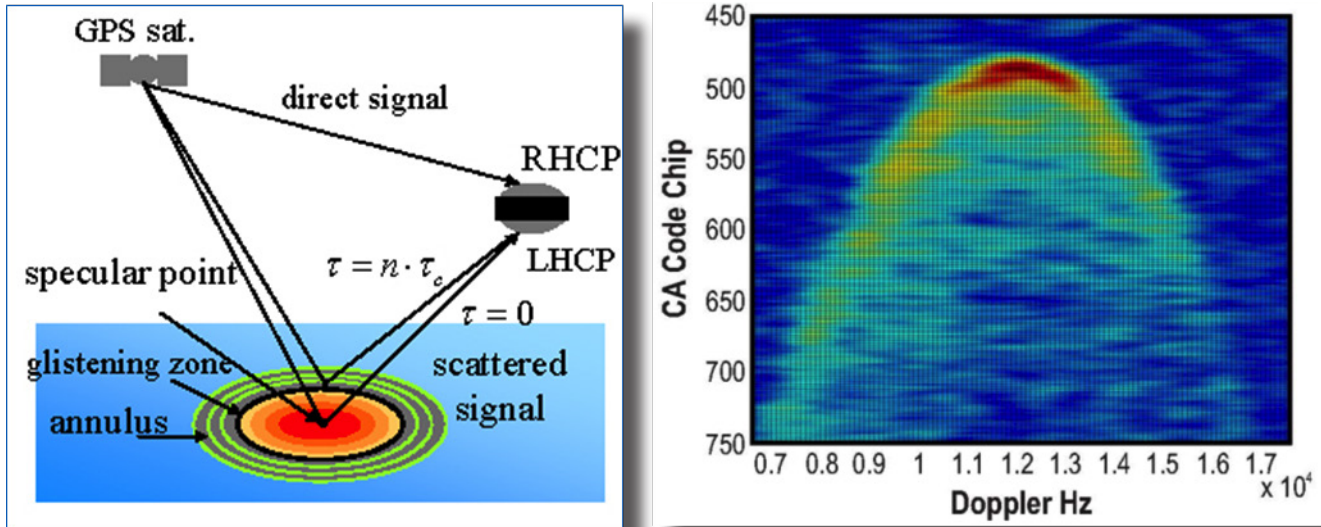 GPS sat.
direct signal
RHCP
LHCP
τ = n · τc
τ = 0
specular point
glistening zone
annulus
scattered
signal
450
500
550
600
650
700
750
CA Code Chip
0.7 0.8 0.9 1 1.1 1.2 1.3 1.4 1.5 1.6 1.7
x 10⁴
Doppler Hz